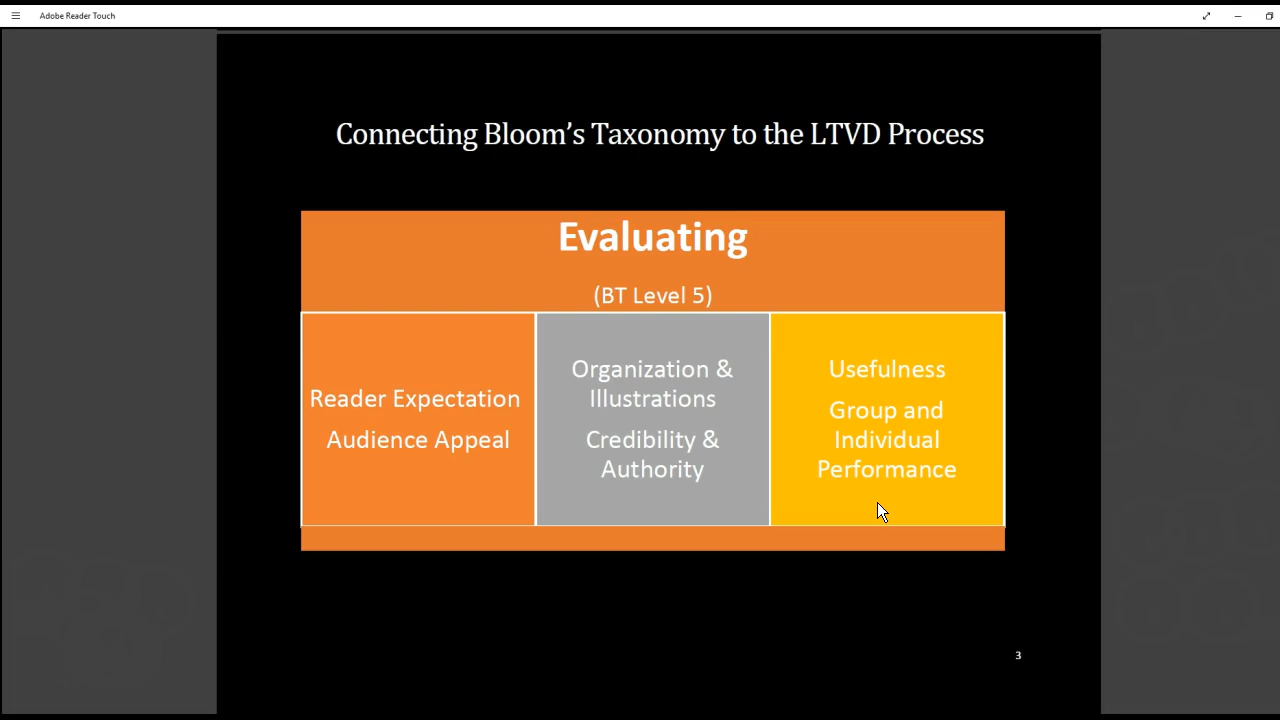 Adobe Reader Touch
Connecting Bloom's Taxonomy to the LTVD Process
Evaluating
(BT Level 5)
Reader Expectation
Audience Appeal
Organization &
Illustrations
Credibility &
Authority
Usefulness
Group and
Individual
Performance
3